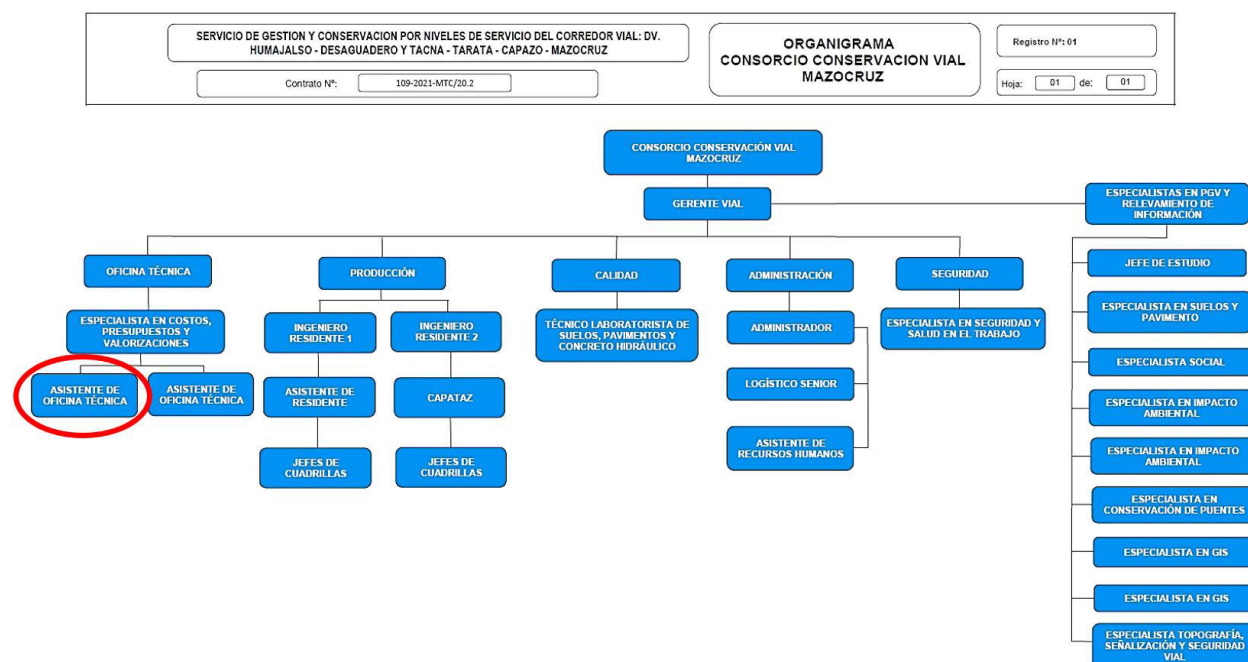 SERVICIO DE GESTION Y CONSERVACION POR NIVELES DE SERVICIO DEL CORREDOR VIAL: DV.
HUMAJALSO - DESAGUADERO Y TACNA - TARATA - CAPAZO - MAZOCRUZ
Contrato Nº:
109-2021-MTC/20.2
ORGANIGRAMA
CONSORCIO CONSERVACION VIAL
MAZOCRUZ
Registro Nº: 01
Hoja:
01
de:
01
CONSORCIO CONSERVACIÓN VIAL
MAZOCRUZ
GERENTE VIAL
ESPECIALISTAS EN PGV Y
RELEVAMIENTO DE
INFORMACIÓN
OFICINA TÉCNICA
ESPECIALISTA EN COSTOS,
PRESUPUESTOS Y
VALORIZACIONES
ASISTENTE DE
OFICINA TÉCNICA
ASISTENTE DE
OFICINA TÉCNICA
PRODUCCIÓN
INGENIERO
RESIDENTE 1
ASISTENTE DE
RESIDENTE
JEFES DE
CUADRILLAS
INGENIERO
RESIDENTE 2
CAPATAZ
JEFES DE
CUADRILLAS
CALIDAD
TÉCNICO LABORATORISTA DE
SUELOS, PAVIMENTOS Y
CONCRETO HIDRÁULICO
ADMINISTRACIÓN
ADMINISTRADOR
LOGÍSTICO SENIOR
ASISTENTE DE
RECURSOS HUMANOS
SEGURIDAD
ESPECIALISTA EN SEGURIDAD Y
SALUD EN EL TRABAJO
JEFE DE ESTUDIO
ESPECIALISTA EN SUELOS Y
PAVIMENTO
ESPECIALISTA SOCIAL
ESPECIALISTA EN IMPACTO
AMBIENTAL
ESPECIALISTA EN IMPACTO
AMBIENTAL
ESPECIALISTA EN
CONSERVACIÓN DE PUENTES
ESPECIALISTA EN GIS
ESPECIALISTA EN GIS
ESPECIALISTA TOPOGRAFÍA,
SEÑALIZACIÓN Y SEGURIDAD
VIAL